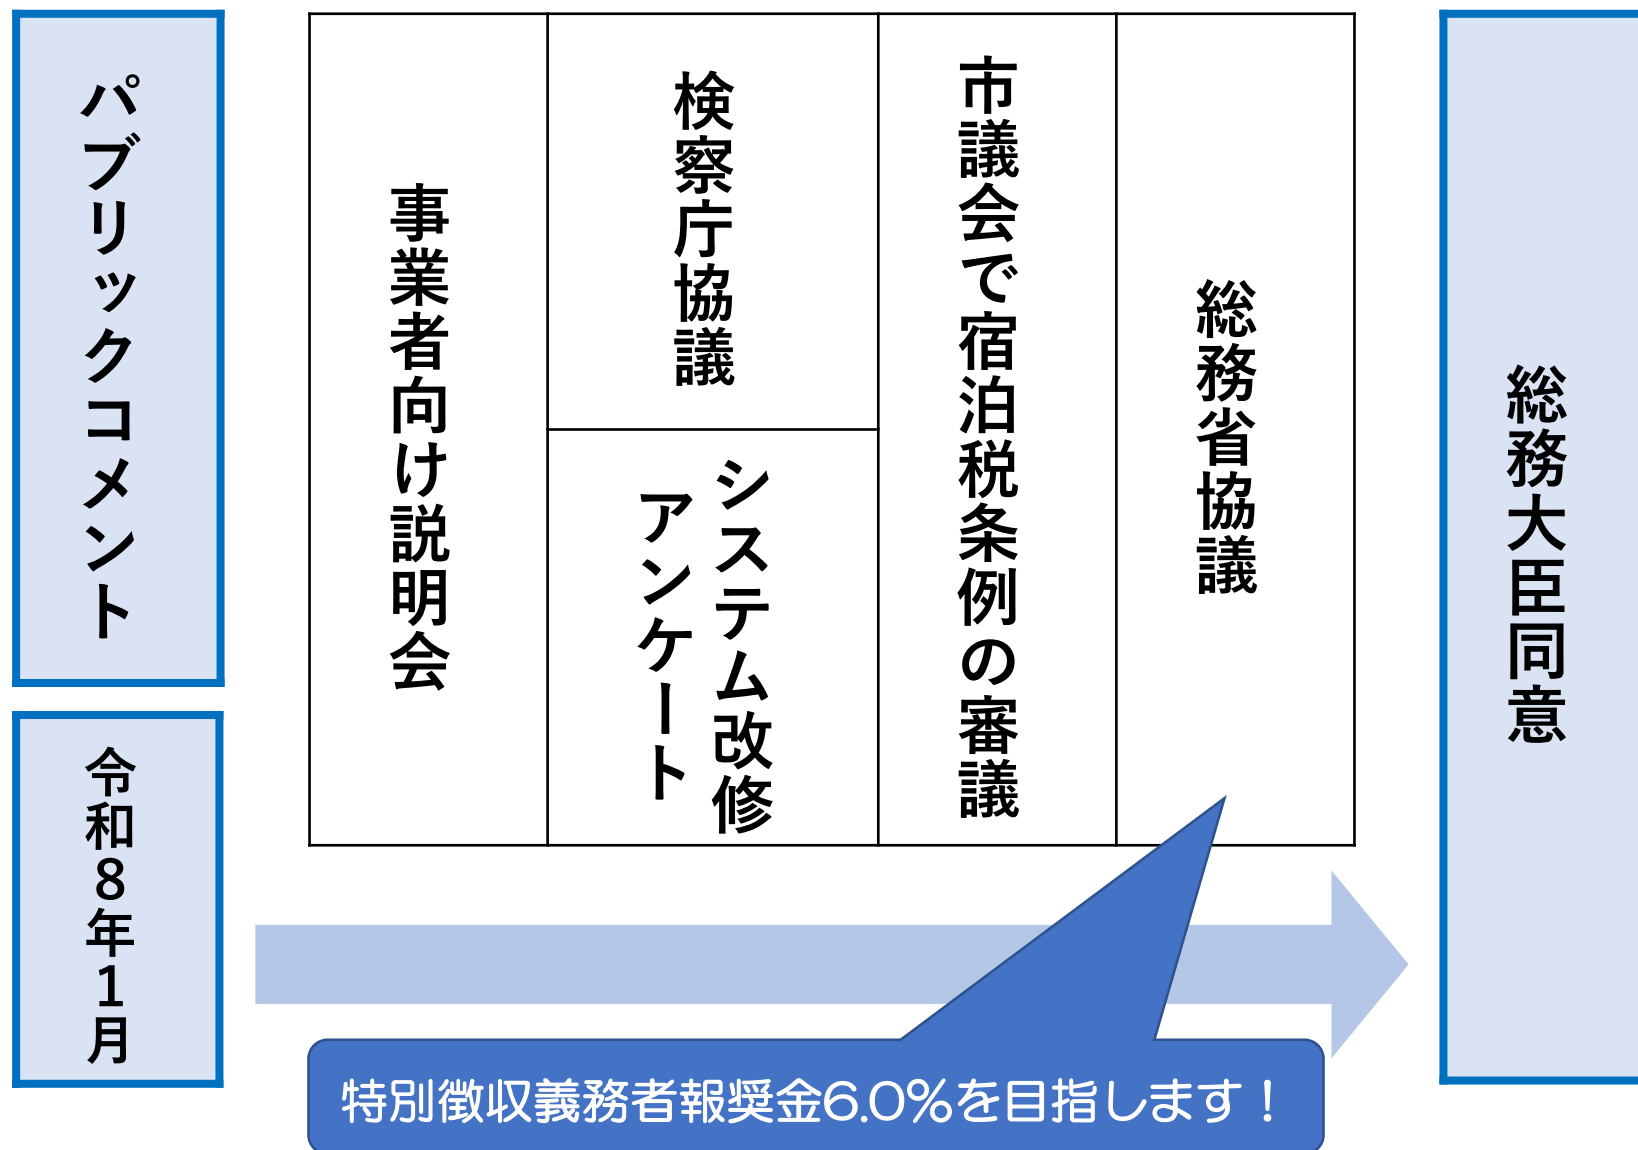 パブリックコメント
令和８年１月
事業者向け説明会
検察庁協議
システム改修
アンケート
市議会で宿泊税条例の審議
総務省協議
総務大臣同意
特別徴収義務者報奨金6.0%を目指します！